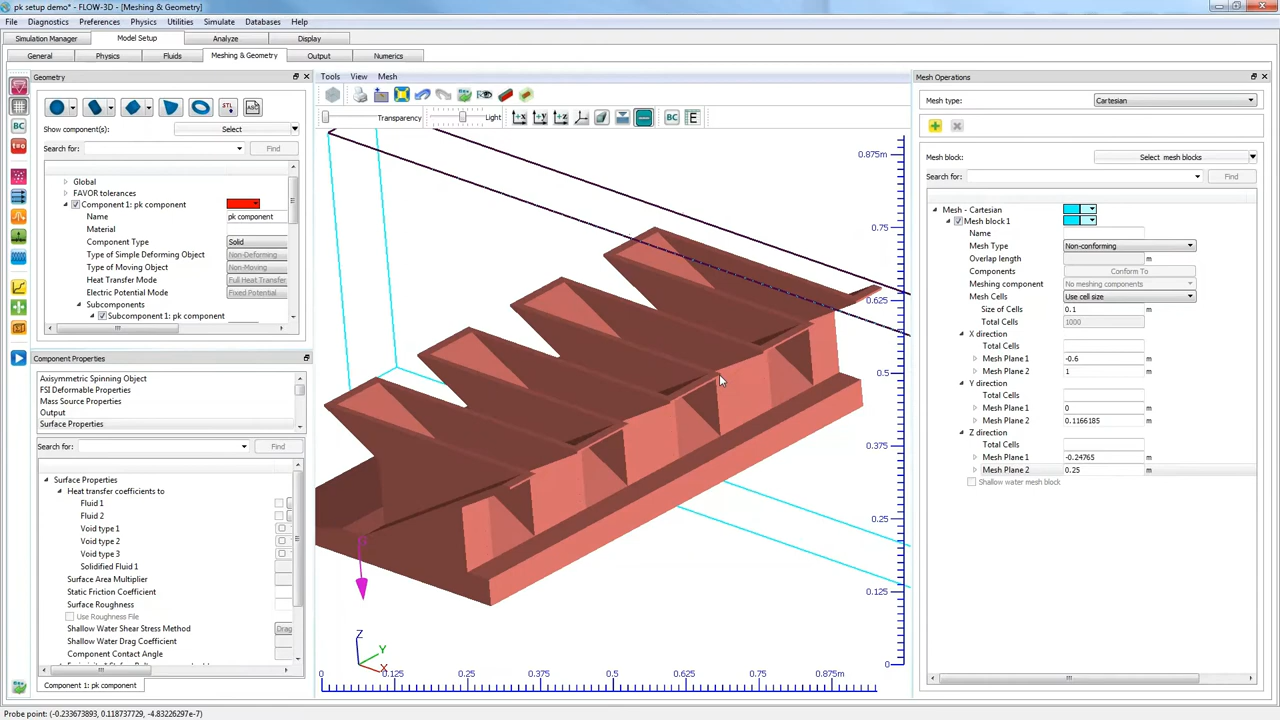 pk setup demo* - FLOW-3D - [Meshing & Geometry]
File Diagnostics Preferences Physics Utilities Simulate Databases Help
Simulation Manager Model Setup Analyze Display
General Physics Fluids Meshing & Geometry Output Numerics
Geometry
BC
t=0
STL
Show component(s): Select
Search for: Find
Global
FAVOR tolerances
Component 1: pk component
Name pk component
Material
Component Type Solid
Type of Simple Deforming Object Non-Deforming
Type of Moving Object Non-Moving
Heat Transfer Mode Full Heat Transfer
Electric Potential Mode Fixed Potential
Subcomponents
Subcomponent 1: pk component
Component Properties
Axisymmetric Spinning Object
FSI Deformable Properties
Mass Source Properties
Output
Surface Properties
Search for: Find
Surface Properties
Heat transfer coefficients to
Fluid 1
Fluid 2
Void type 1
Void type 2
Void type 3
Solidified Fluid 1
Surface Area Multiplier
Static Friction Coefficient
Surface Roughness
Use Roughness File
Shallow Water Shear Stress Method Drag
Shallow Water Drag Coefficient
Component Contact Angle
Component 1: pk component
Tools View Mesh
Transparency Light +x +y +z BC E
0.875m
0.75
0.625
0.5
0.375
0.25
0.125
0
G
Z
Y
X
0.125 0.25 0.375 0.5 0.625 0.75 0.875m
Mesh Operations
Mesh type: Cartesian
Mesh block: Select mesh blocks
Search for: Find
Mesh - Cartesian
Mesh block 1
Name
Mesh Type Non-conforming
Overlap length m
Components Conform To
Meshing component No meshing components
Mesh Cells Use cell size
Size of Cells 0.1 m
Total Cells 1000
X direction
Total Cells
Mesh Plane 1 -0.6 m
Mesh Plane 2 1 m
Y direction
Total Cells
Mesh Plane 1 0 m
Mesh Plane 2 0.1166185 m
Z direction
Total Cells
Mesh Plane 1 -0.24765 m
Mesh Plane 2 0.25 m
Shallow water mesh block
Probe point: (-0.233673893, 0.118737729, -4.83226297e-7)